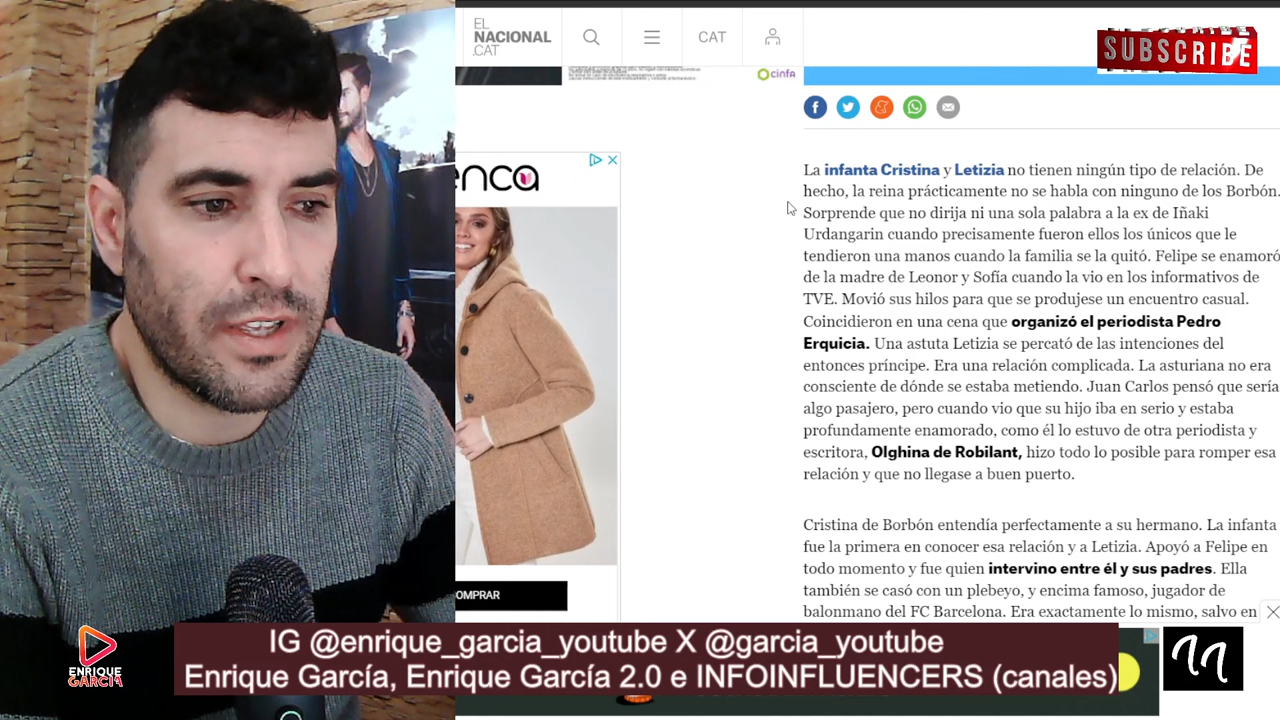 EL
NACIONAL
.CAT
CAT
SUBSCRIBE
cinfa
enca
La infanta Cristina y Letizia no tienen ningún tipo de relación. De
hecho, la reina prácticamente no se habla con ninguno de los Borbón.
Sorprende que no dirija ni una sola palabra a la ex de Iñaki
Urdangarin cuando precisamente fueron ellos los únicos que le
tendieron una manos cuando la familia se la quitó. Felipe se enamoró
de la madre de Leonor y Sofía cuando la vio en los informativos de
TVE. Movió sus hilos para que se produjese un encuentro casual.
Coincidieron en una cena que organizó el periodista Pedro
Erquicia. Una astuta Letizia se percató de las intenciones del
entonces príncipe. Era una relación complicada. La asturiana no era
consciente de dónde se estaba metiendo. Juan Carlos pensó que sería
algo pasajero, pero cuando vio que su hijo iba en serio y estaba
profundamente enamorado, como él lo estuvo de otra periodista y
escritora, Olghina de Robilant, hizo todo lo posible para romper esa
relación y que no llegase a buen puerto.
Cristina de Borbón entendía perfectamente a su hermano. La infanta
fue la primera en conocer esa relación y a Letizia. Apoyó a Felipe en
todo momento y fue quien intervino entre él y sus padres. Ella
también se casó con un plebeyo, y encima famoso, jugador de
balonmano del FC Barcelona. Era exactamente lo mismo, salvo en
OMPRAR
IG @enrique_garcia_youtube X @garcia_youtube
Enrique García, Enrique García 2.0 e INFOINFLUENCERS (canales)
ENRIQUE
GARCÍA